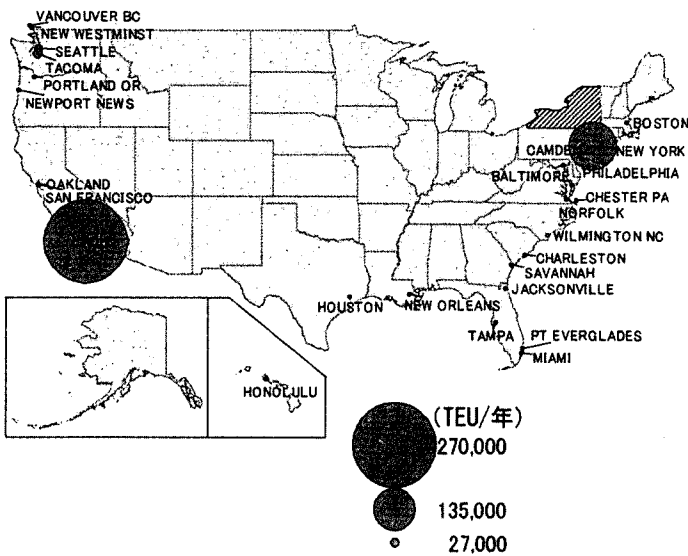 VANCOUVER BC
NEW WESTMINST
SEATTLE
TACOMA
PORTLAND OR
NEWPORT NEWS
BOSTON
CAMDE
NEW YORK
BALTIMORE
PHILADELPHIA
OAKLAND
SAN FRANCISCO
CHESTER PA
NORFOLK
WILMINGTON NC
CHARLESTON
SAVANNAH
JACKSONVILLE
HOUSTON
NEW ORLEANS
TAMPA
PT EVERGLADES
MIAMI
HONOLULU
(TEU/年)
270,000
135,000
27,000